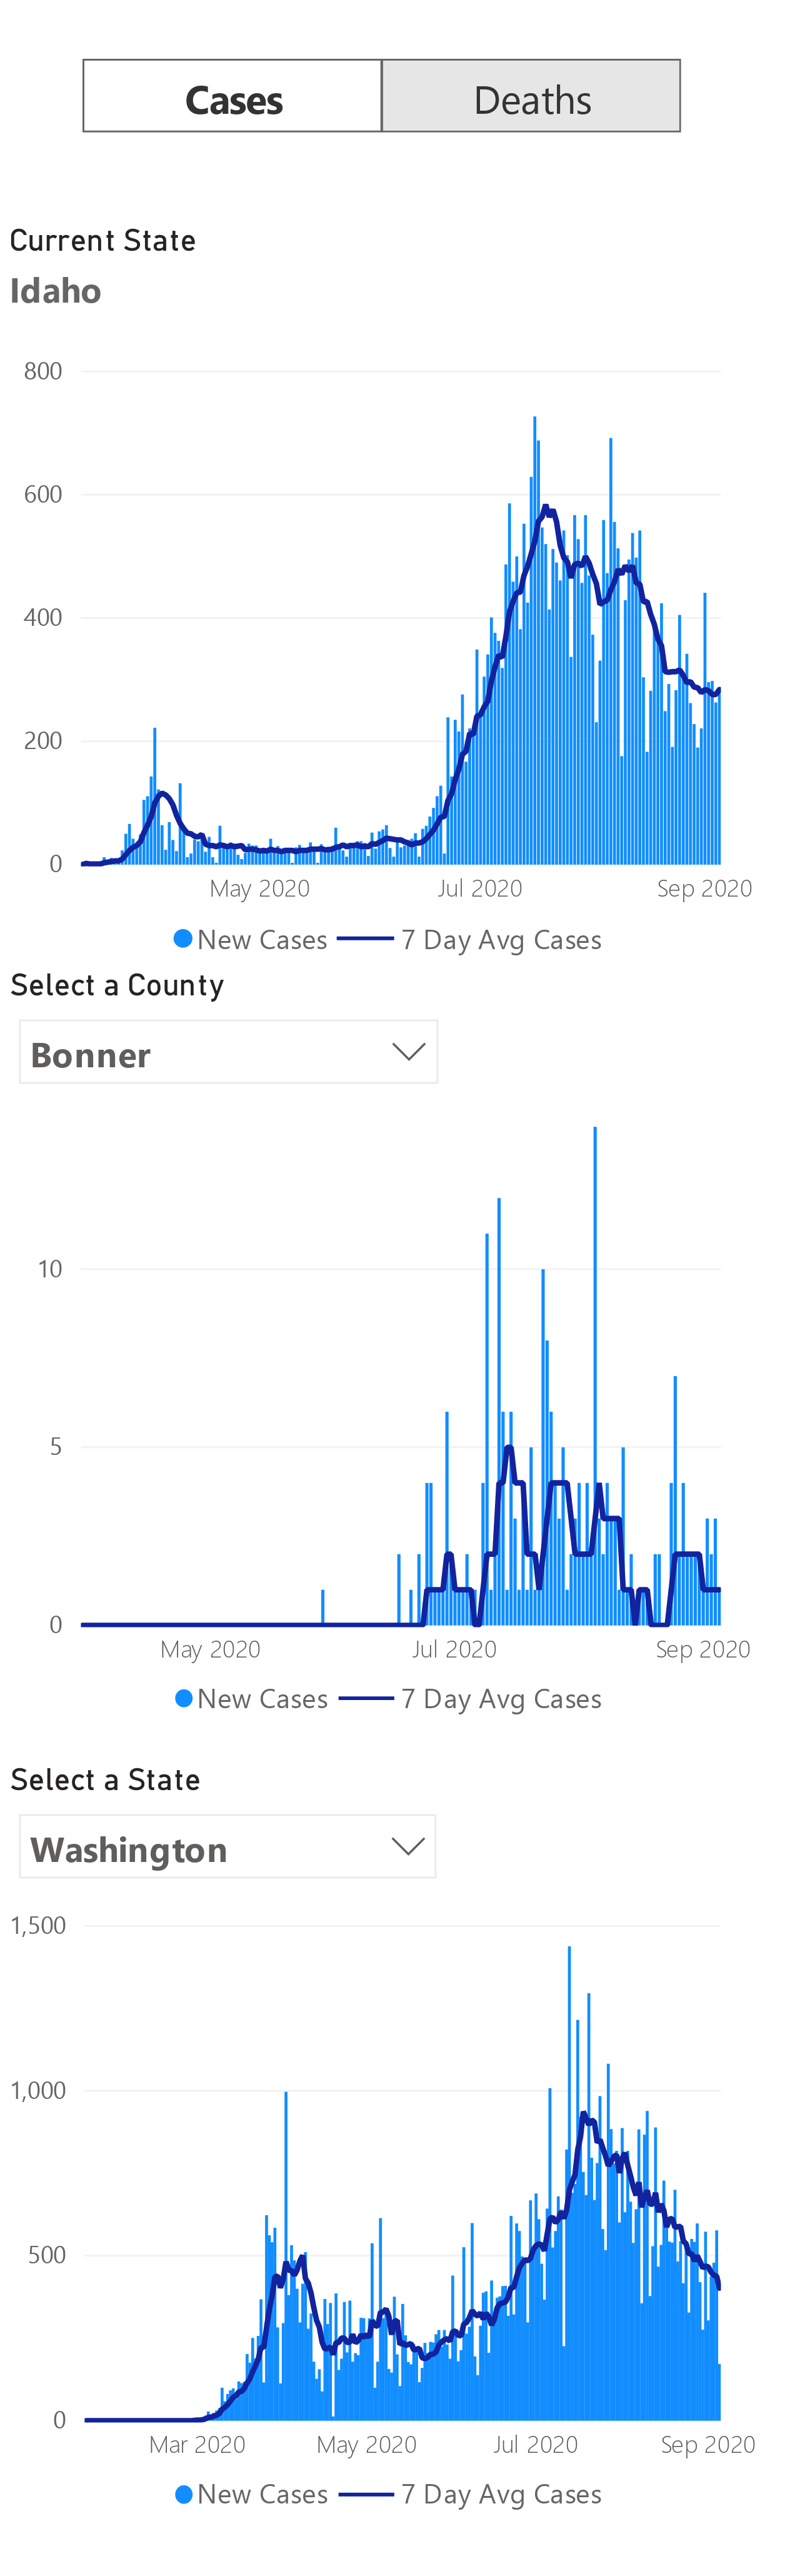 Cases Deaths
Current State
Idaho
800
600
400
200
0
May 2020 Jul 2020 Sep 2020
New Cases 7 Day Avg Cases
Select a County
Bonner
10
5
0
May 2020 Jul 2020 Sep 2020
New Cases 7 Day Avg Cases
Select a State
Washington
1,500
1,000
500
0
Mar 2020 May 2020 Jul 2020 Sep 2020
New Cases 7 Day Avg Cases